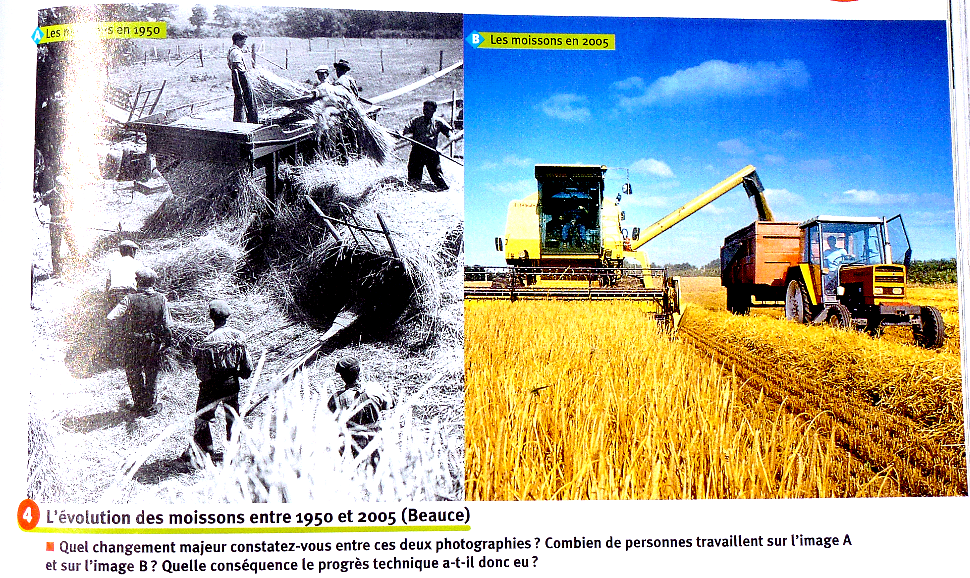 A Les en 1950
B Les moissons en 2005
4 L'évolution des moissons entre 1950 et 2005 (Beauce)
Quel changement majeur constatez-vous entre ces deux photographies ? Combien de personnes travaillent sur l'image A
et sur l'image B ? Quelle conséquence le progrès technique a-t-il donc eu ?